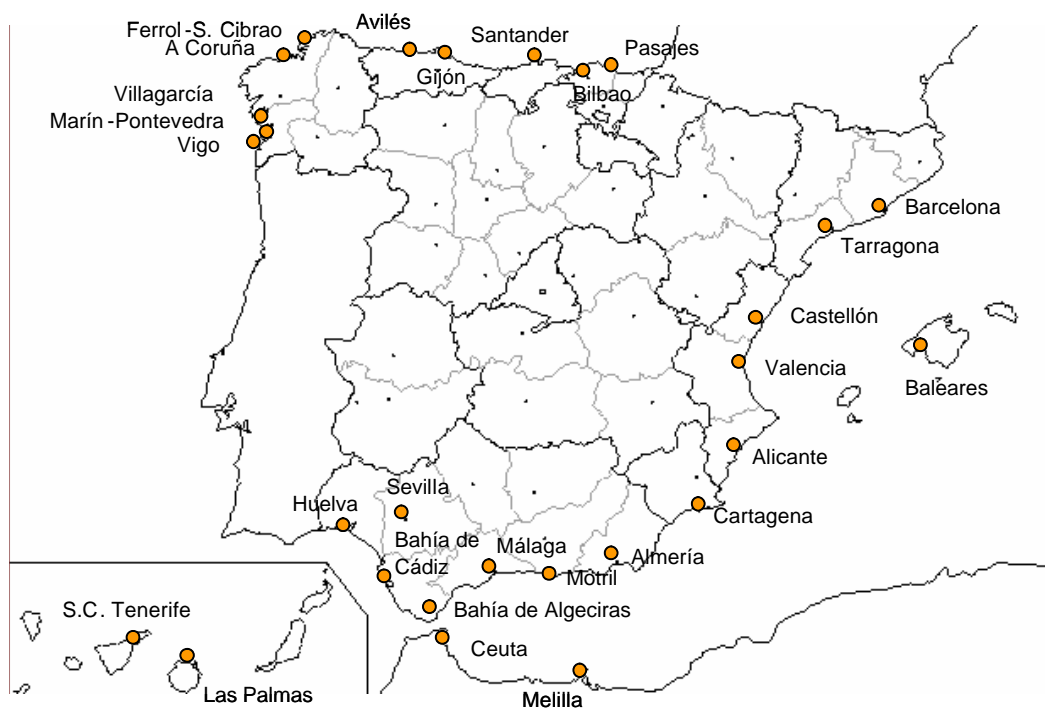 Avilés
Ferrol-S. Cibrao
Santander
A Coruña
Pasajes
Gijón
Bilbao
Villagarcía
Marín-Pontevedra
Vigo
Barcelona
Tarragona
Castellón
Valencia
Baleares
Alicante
Sevilla
Huelva
Cartagena
Bahía de
Cádiz
Málaga
Almería
Motril
S.C. Tenerife
Bahía de Algeciras
Ceuta
Las Palmas
Melilla